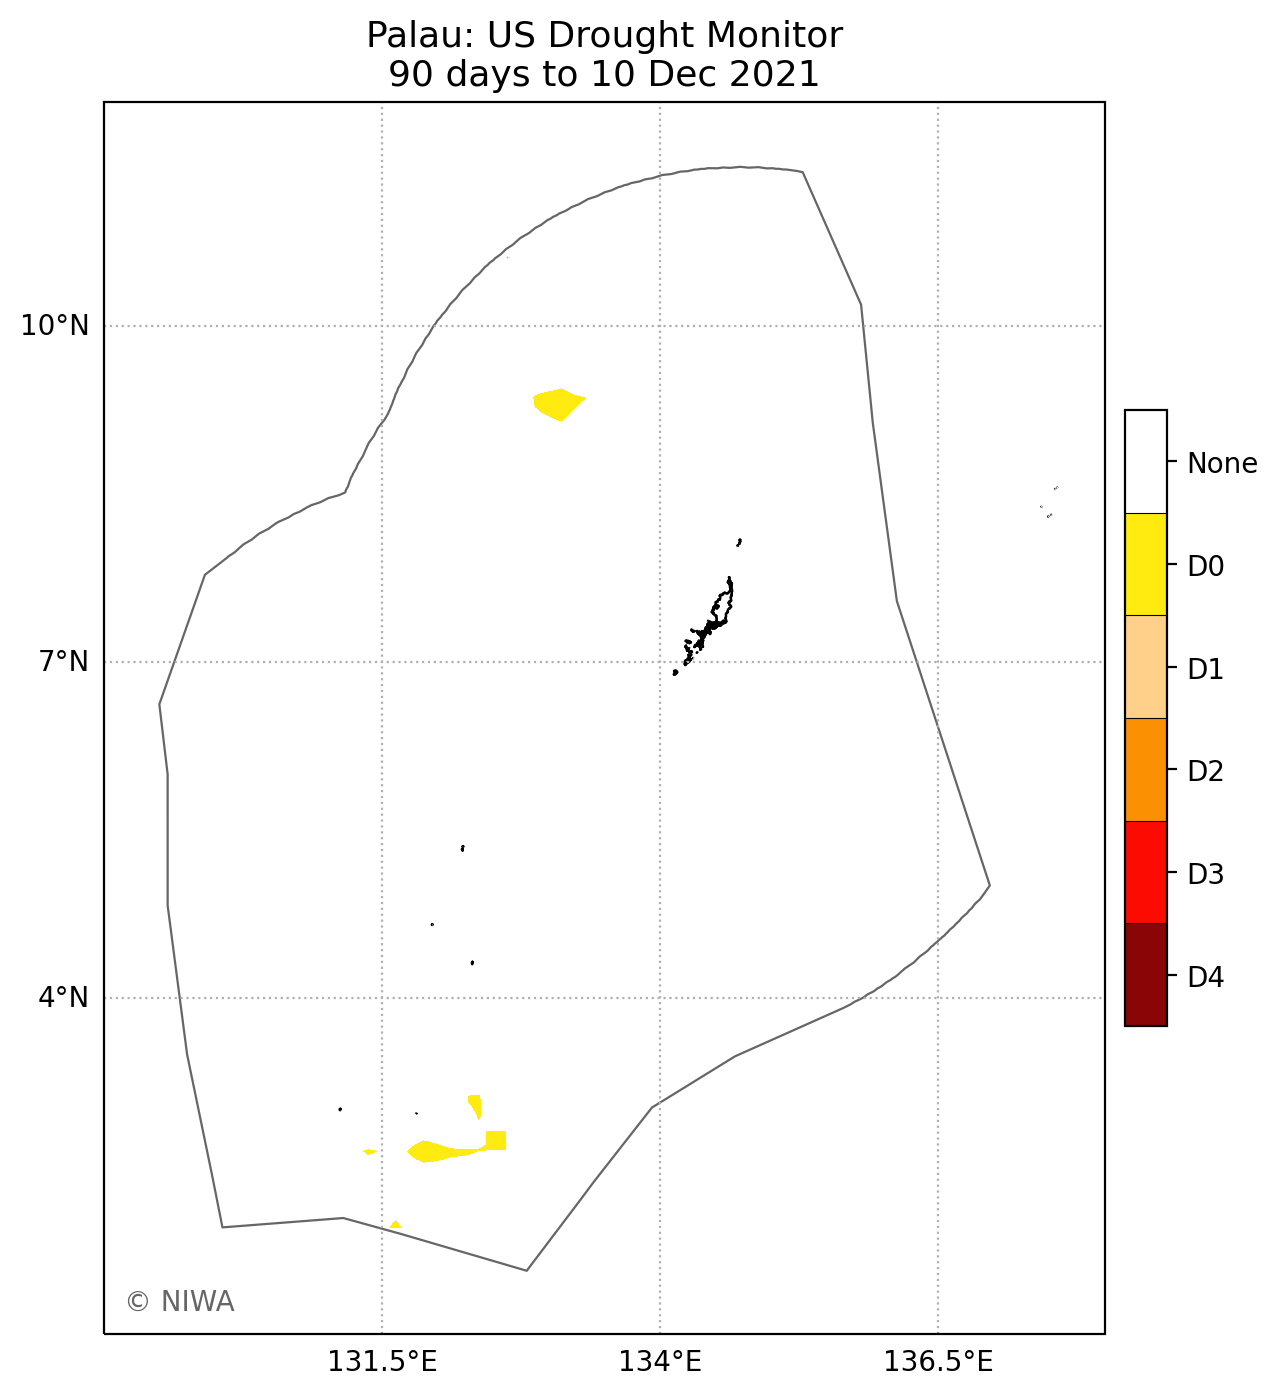 Palau: US Drought Monitor
90 days to 10 Dec 2021
10°N
7°N
4°N
131.5°E
134°E
136.5°E
None
D0
D1
D2
D3
D4
© NIWA